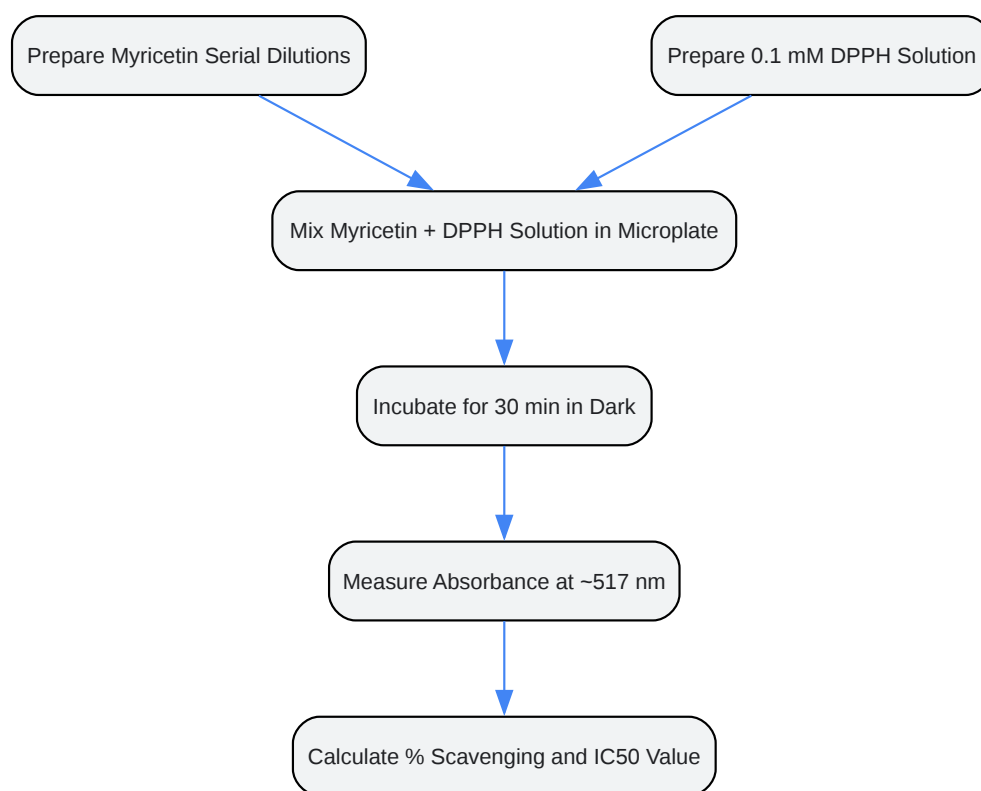 Prepare Myricetin Serial Dilutions
Prepare 0.1 mM DPPH Solution
Mix Myricetin + DPPH Solution in Microplate
Incubate for 30 min in Dark
Measure Absorbance at ~517 nm
Calculate % Scavenging and IC50 Value